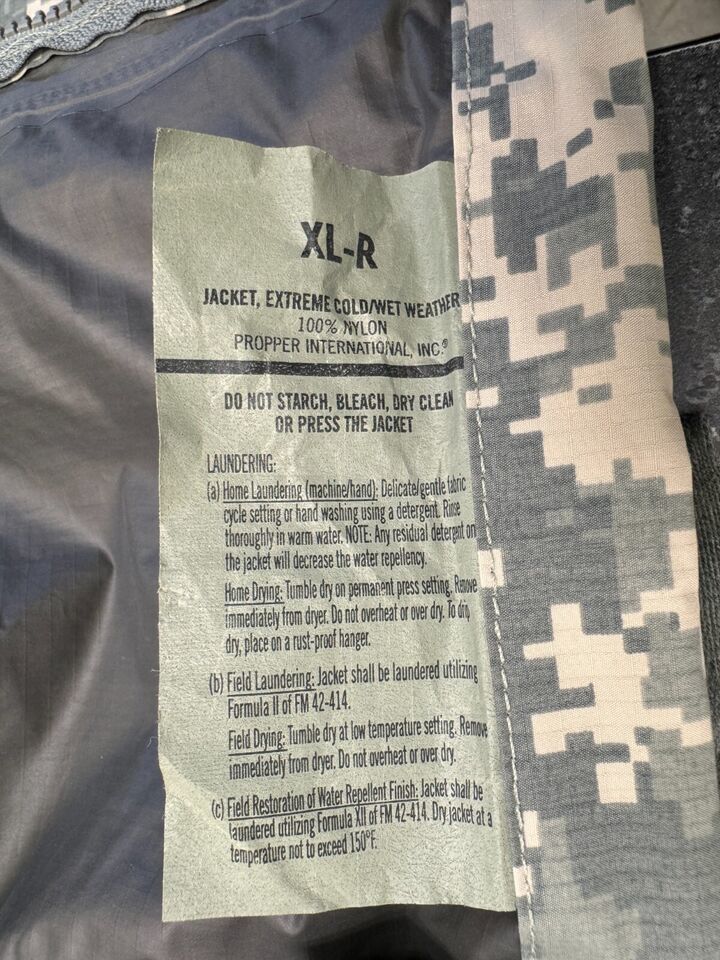 XL-R
JACKET, EXTREME COLD/WET WEATHER
100% NYLON
PROPPER INTERNATIONAL, INC.®
DO NOT STARCH, BLEACH, DRY CLEAN
OR PRESS THE JACKET
LAUNDERING:
(a) Home Laundering (machine/hand): Delicate/gentle fabric
cycle setting or hand washing using a detergent. Rinse
thoroughly in warm water. NOTE: Any residual detergent on
the jacket will decrease the water repellency.
Home Drying: Tumble dry on permanent press setting. Remove
immediately from dryer. Do not overheat or over dry. To drip
dry, place on a rust-proof hanger.
(b) Field Laundering: Jacket shall be laundered utilizing
Formula II of FM 42-414.
Field Drying: Tumble dry at low temperature setting. Remove
immediately from dryer. Do not overheat or over dry.
(c) Field Restoration of Water Repellent Finish: Jacket shall be
laundered utilizing Formula XII of FM 42-414. Dry jacket at a
temperature not to exceed 150°F.